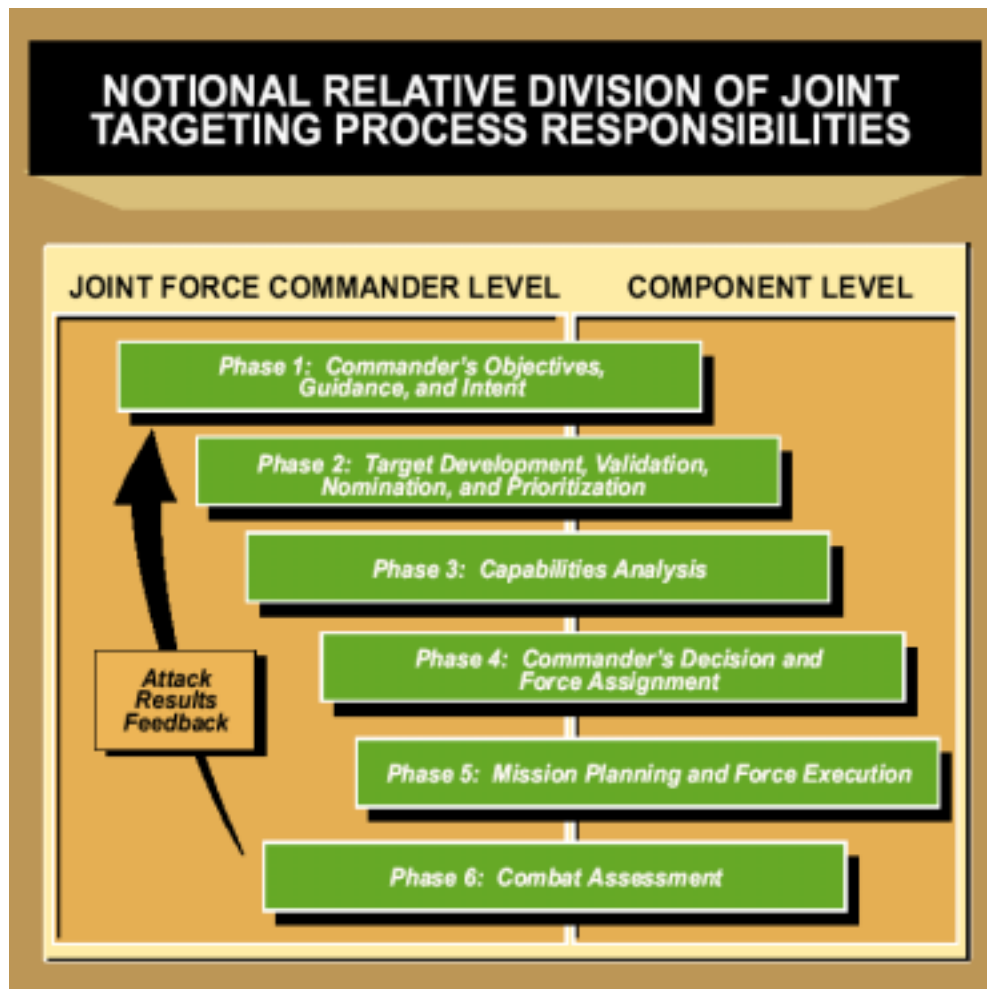 NOTIONAL RELATIVE DIVISION OF JOINT
TARGETING PROCESS RESPONSIBILITIES
JOINT FORCE COMMANDER LEVEL
COMPONENT LEVEL
Phase 1: Commander's Objectives,
Guidance, and Intent
Phase 2: Target Development, Validation,
Nomination, and Prioritization
Phase 3: Capabilities Analysis
Phase 4: Commander's Decision and
Force Assignment
Attack
Results
Feedback
Phase 5: Mission Planning and Force Execution
Phase 6: Combat Assessment